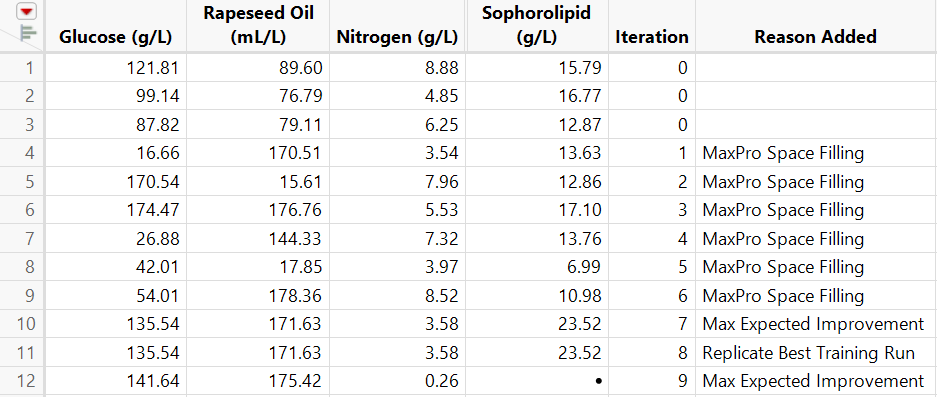 Glucose (g/L) Rapeseed Oil (mL/L) Nitrogen (g/L) Sophorolipid (g/L) Iteration Reason Added
1 121.81 89.60 8.88 15.79 0
2 99.14 76.79 4.85 16.77 0
3 87.82 79.11 6.25 12.87 0
4 16.66 170.51 3.54 13.63 1 MaxPro Space Filling
5 170.54 15.61 7.96 12.86 2 MaxPro Space Filling
6 174.47 176.76 5.53 17.10 3 MaxPro Space Filling
7 26.88 144.33 7.32 13.76 4 MaxPro Space Filling
8 42.01 17.85 3.97 6.99 5 MaxPro Space Filling
9 54.01 178.36 8.52 10.98 6 MaxPro Space Filling
10 135.54 171.63 3.58 23.52 7 Max Expected Improvement
11 135.54 171.63 3.58 23.52 8 Replicate Best Training Run
12 141.64 175.42 0.26 • 9 Max Expected Improvement